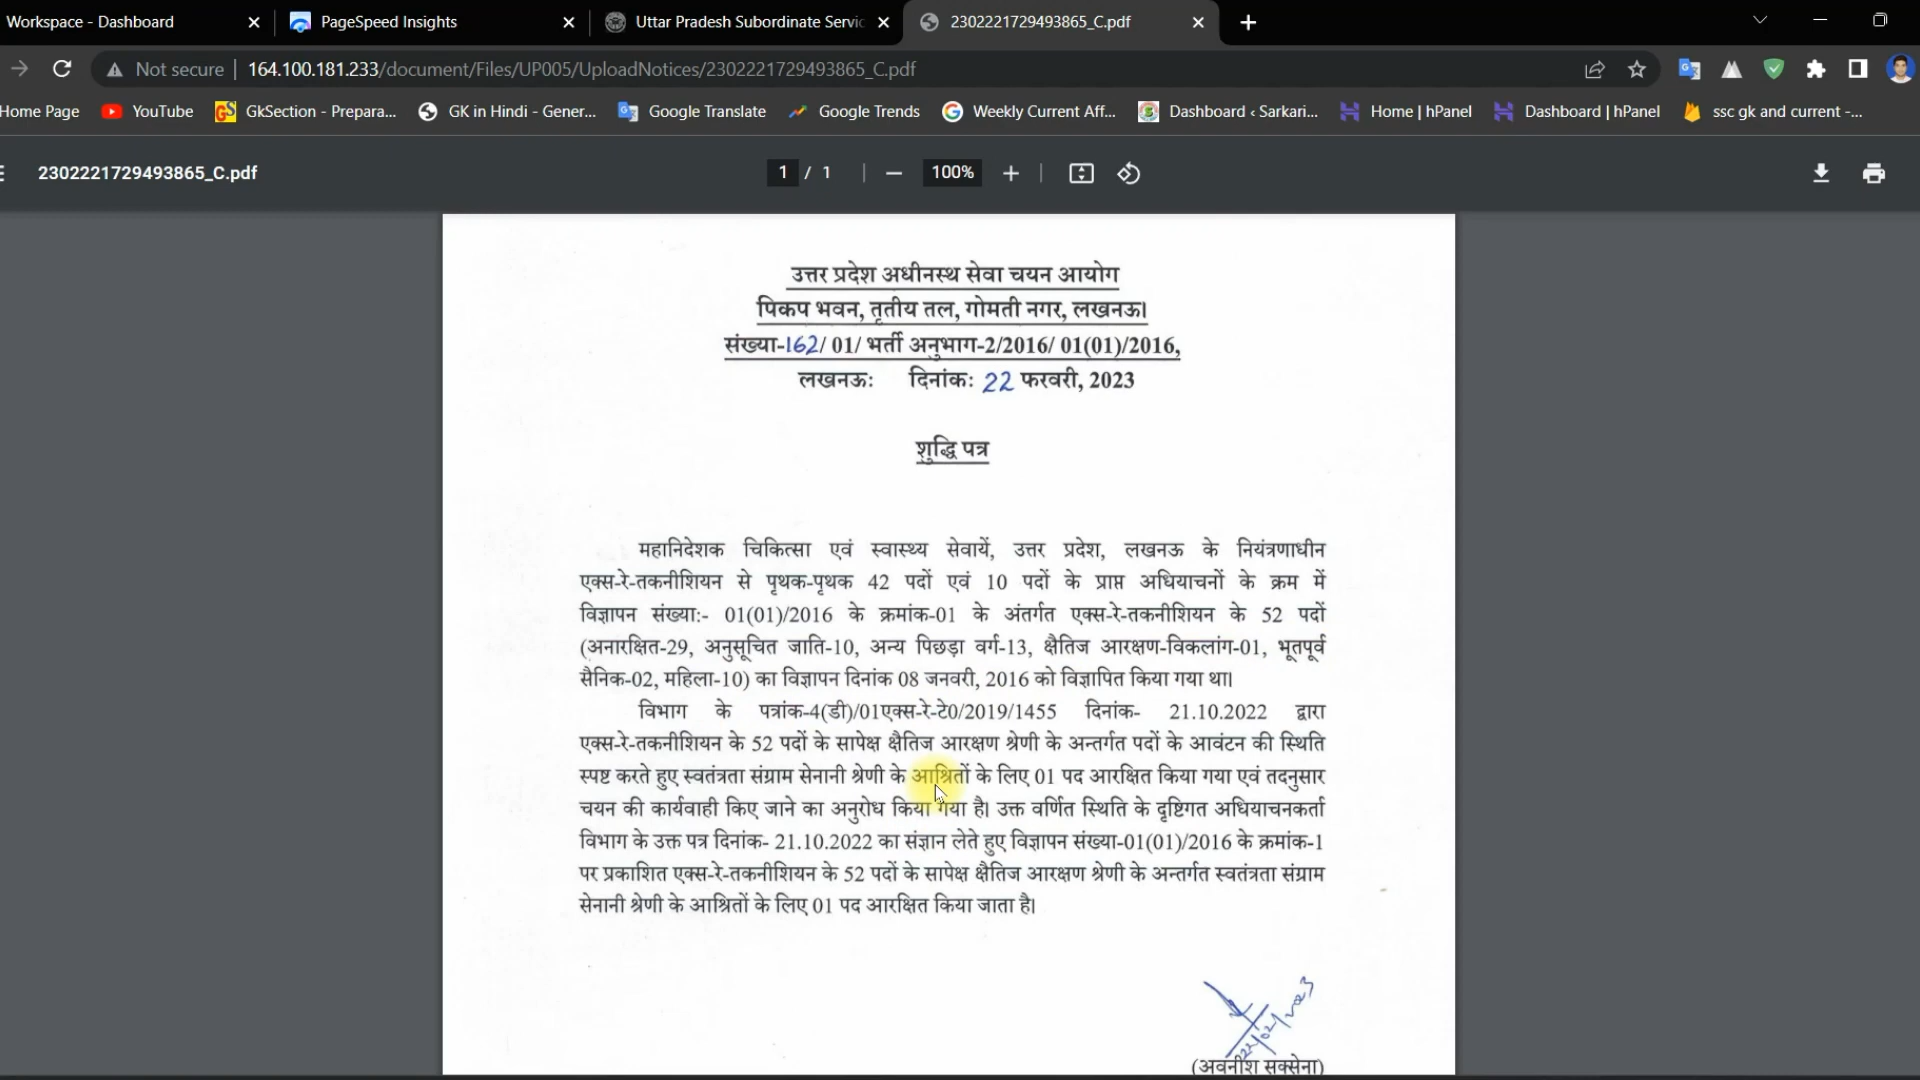 Workspace - Dashboard
PageSpeed Insights
Uttar Pradesh Subordinate Servic
2302221729493865_C.pdf
Not secure
164.100.181.233/document/Files/UP005/UploadNotices/2302221729493865_C.pdf
Home Page
YouTube
GkSection - Prepara...
GK in Hindi - Gener...
Google Translate
Google Trends
Weekly Current Aff...
Dashboard ‹ Sarkari...
Home | hPanel
Dashboard | hPanel
ssc gk and current -...
2302221729493865_C.pdf
1 / 1
100%
उत्तर प्रदेश अधीनस्थ सेवा चयन आयोग
पिकप भवन, तृतीय तल, गोमती नगर, लखनऊ।
संख्या-162/ 01/ भर्ती अनुभाग-2/2016/ 01(01)/2016,
लखनऊः दिनांकः 22 फरवरी, 2023
शुद्धि पत्र
महानिदेशक चिकित्सा एवं स्वास्थ्य सेवायें, उत्तर प्रदेश, लखनऊ के नियंत्रणाधीन
एक्स-रे-तकनीशियन से पृथक-पृथक 42 पदों एवं 10 पदों के प्राप्त अधियाचनों के क्रम में
विज्ञापन संख्या:- 01(01)/2016 के क्रमांक-01 के अंतर्गत एक्स-रे-तकनीशियन के 52 पदों
(अनारक्षित-29, अनुसूचित जाति-10, अन्य पिछड़ा वर्ग-13, क्षैतिज आरक्षण-विकलांग-01, भूतपूर्व
सैनिक-02, महिला-10) का विज्ञापन दिनांक 08 जनवरी, 2016 को विज्ञापित किया गया था।
विभाग के पत्रांक-4(डी)/01एक्स-रे-टे0/2019/1455 दिनांक- 21.10.2022 द्वारा
एक्स-रे-तकनीशियन के 52 पदों के सापेक्ष क्षैतिज आरक्षण श्रेणी के अन्तर्गत पदों के आवंटन की स्थिति
स्पष्ट करते हुए स्वतंत्रता संग्राम सेनानी श्रेणी के आश्रितों के लिए 01 पद आरक्षित किया गया एवं तदनुसार
चयन की कार्यवाही किए जाने का अनुरोध किया गया है। उक्त वर्णित स्थिति के दृष्टिगत अधियाचनकर्ता
विभाग के उक्त पत्र दिनांक- 21.10.2022 का संज्ञान लेते हुए विज्ञापन संख्या-01(01)/2016 के क्रमांक-1
पर प्रकाशित एक्स-रे-तकनीशियन के 52 पदों के सापेक्ष क्षैतिज आरक्षण श्रेणी के अन्तर्गत स्वतंत्रता संग्राम
सेनानी श्रेणी के आश्रितों के लिए 01 पद आरक्षित किया जाता है।
22/02/2023
(अवनीश सक्सेना)